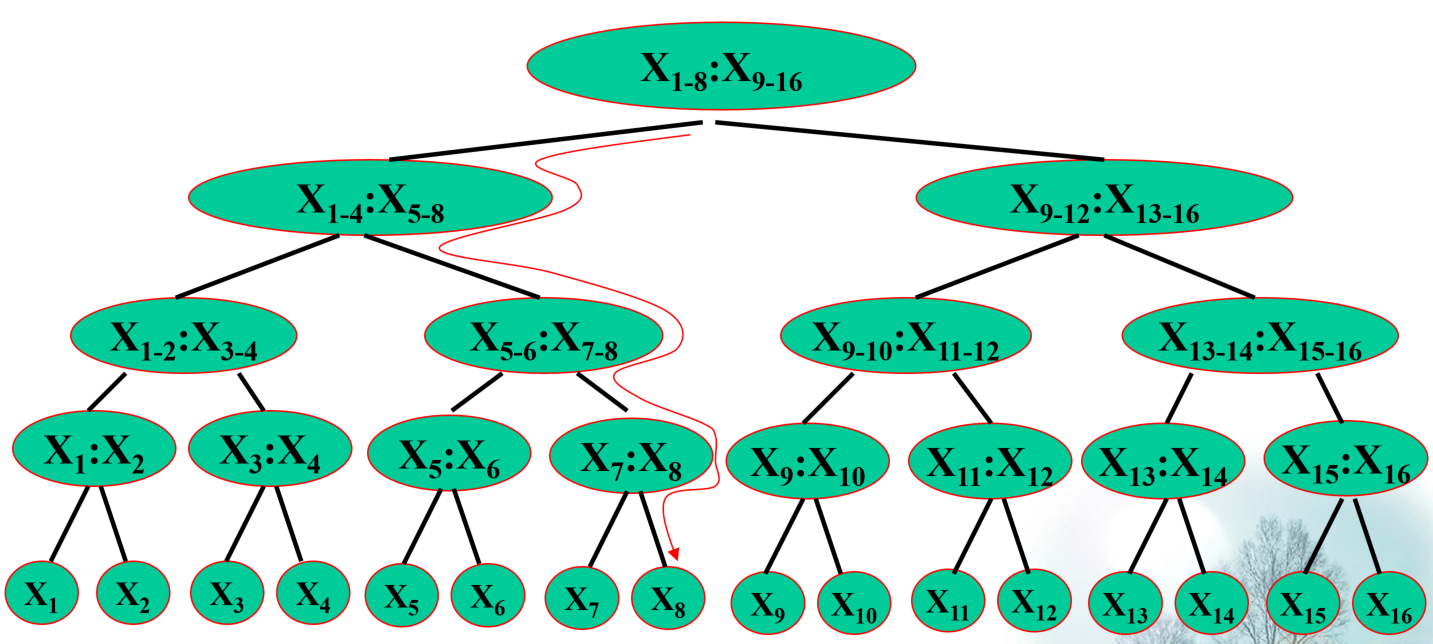 X₁₋₈:X₉₋₁₆
X₁₋₄:X₅₋₈ X₉₋₁₂:X₁₃₋₁₆
X₁₋₂:X₃₋₄ X₅₋₆:X₇₋₈ X₉₋₁₀:X₁₁₋₁₂ X₁₃₋₁₄:X₁₅₋₁₆
X₁:X₂ X₃:X₄ X₅:X₆ X₇:X₈ X₉:X₁₀ X₁₁:X₁₂ X₁₃:X₁₄ X₁₅:X₁₆
X₁ X₂ X₃ X₄ X₅ X₆ X₇ X₈ X₉ X₁₀ X₁₁ X₁₂ X₁₃ X₁₄ X₁₅ X₁₆